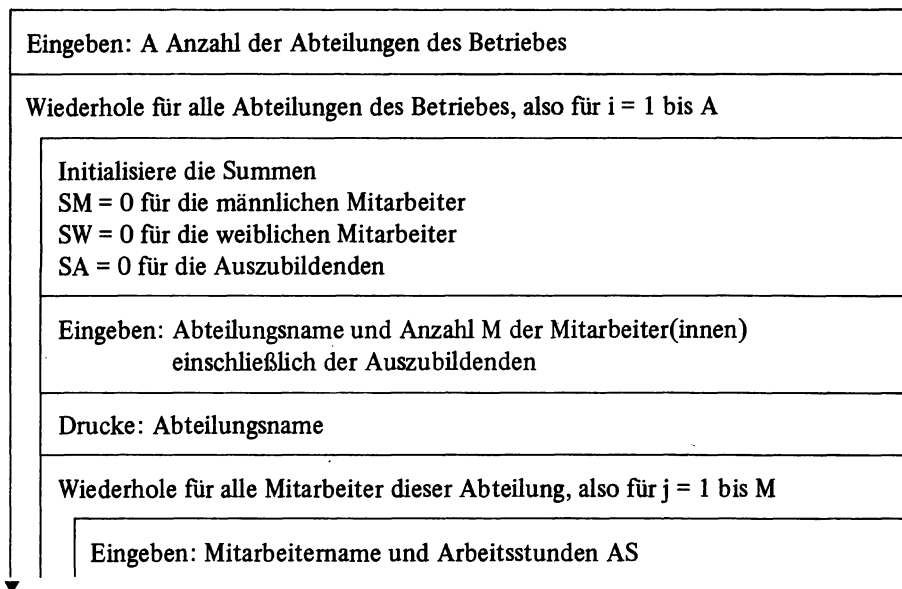 Eingeben: A Anzahl der Abteilungen des Betriebes
Wiederhole für alle Abteilungen des Betriebes, also für i = 1 bis A
Initialisiere die Summen
SM = 0 für die männlichen Mitarbeiter
SW = 0 für die weiblichen Mitarbeiter
SA = 0 für die Auszubildenden
Eingeben: Abteilungsname und Anzahl M der Mitarbeiter(innen)
einschließlich der Auszubildenden
Drucke: Abteilungsname
Wiederhole für alle Mitarbeiter dieser Abteilung, also für j = 1 bis M
Eingeben: Mitarbeitername und Arbeitsstunden AS